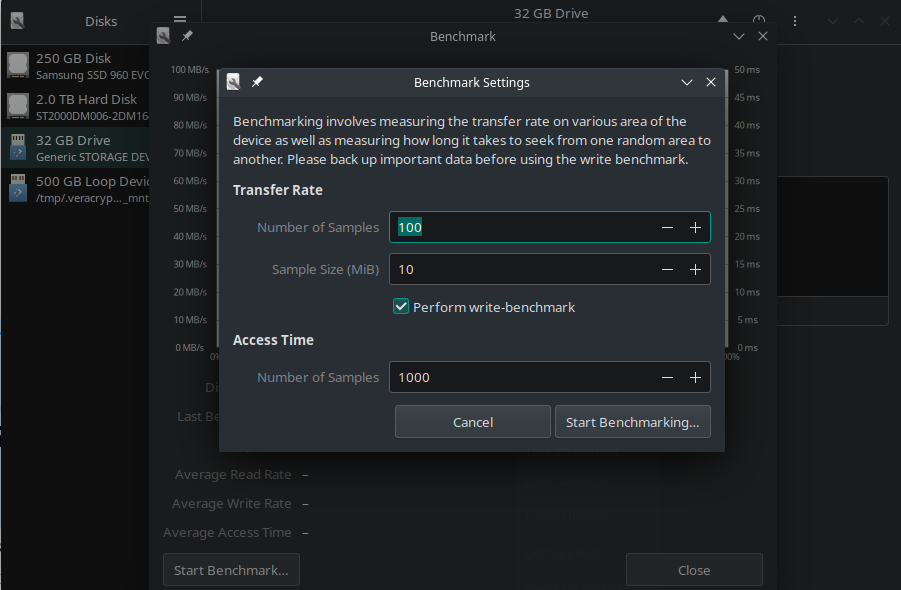 Disks
32 GB Drive
250 GB Disk
Samsung SSD 960 EVO
2.0 TB Hard Disk
ST2000DM006-2DM16
32 GB Drive
Generic STORAGE DEV
500 GB Loop Devic
/tmp/.veracryp..._mnt
Benchmark
100 MB/s
90 MB/s
80 MB/s
70 MB/s
60 MB/s
50 MB/s
40 MB/s
30 MB/s
20 MB/s
10 MB/s
0 MB/s
0%
50 ms
45 ms
40 ms
35 ms
30 ms
25 ms
20 ms
15 ms
10 ms
5 ms
0 ms
00%
Benchmark Settings
Benchmarking involves measuring the transfer rate on various area of the
device as well as measuring how long it takes to seek from one random area to
another. Please back up important data before using the write benchmark.
Transfer Rate
Number of Samples 100
Sample Size (MiB) 10
Perform write-benchmark
Access Time
Number of Samples 1000
Cancel Start Benchmarking...
Di
Last Be
Average Read Rate –
Average Write Rate –
Average Access Time –
Start Benchmark... Close